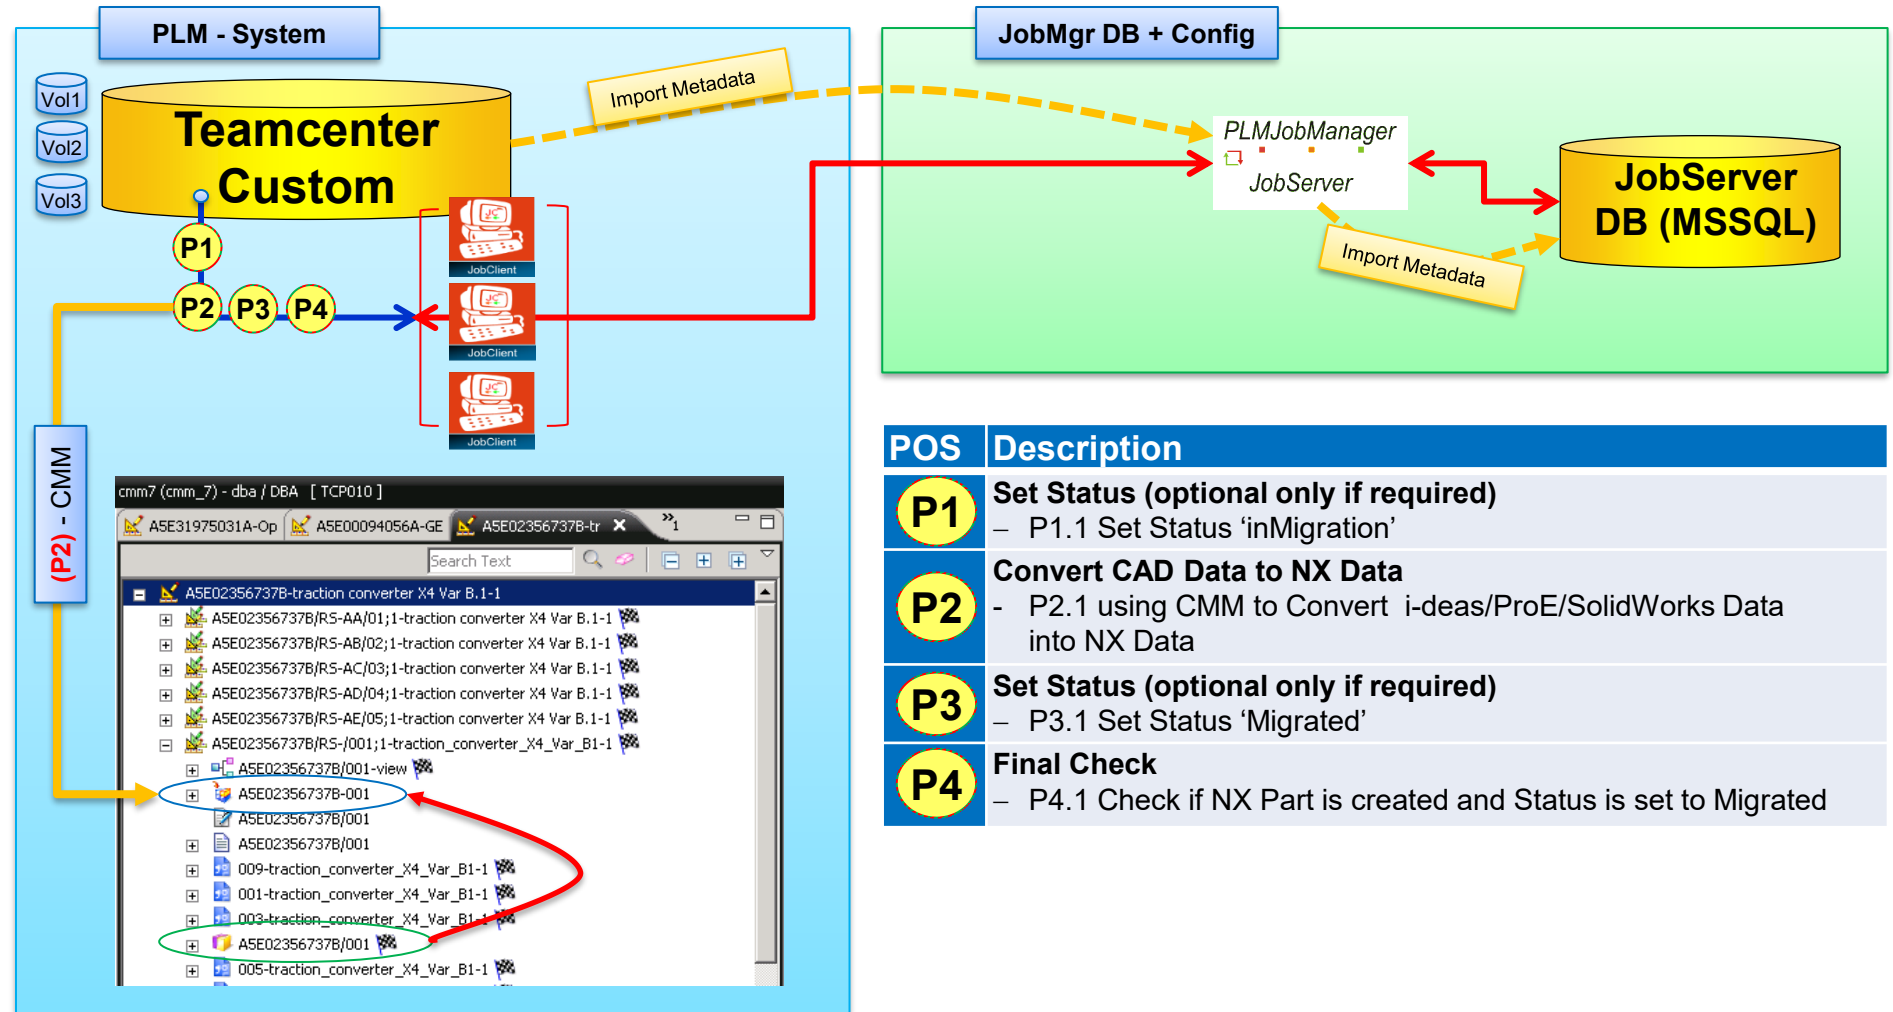 PLM - System
JobMgr DB + Config
Vol1
Vol2
Vol3
Teamcenter
Custom
Import Metadata
PLMJobManager
JobServer
JobServer
DB (MSSQL)
Import Metadata
P1
P2
P3
P4
JC
JobClient
JC
JobClient
JC
JobClient
(P2) - CMM
cmm7 (cmm_7) - dba / DBA [ TCP010 ]
A5E31975031A-Op
A5E00094056A-GE
A5E02356737B-tr
»1
Search Text
A5E02356737B-traction converter X4 Var B.1-1
A5E02356737B/RS-AA/01;1-traction converter X4 Var B.1-1
A5E02356737B/RS-AB/02;1-traction converter X4 Var B.1-1
A5E02356737B/RS-AC/03;1-traction converter X4 Var B.1-1
A5E02356737B/RS-AD/04;1-traction converter X4 Var B.1-1
A5E02356737B/RS-AE/05;1-traction converter X4 Var B.1-1
A5E02356737B/RS-/001;1-traction_converter_X4_Var_B1-1
A5E02356737B/001-view
A5E02356737B-001
A5E02356737B/001
A5E02356737B/001
009-traction_converter_X4_Var_B1-1
001-traction_converter_X4_Var_B1-1
003-traction_converter_X4_Var_B1-1
A5E02356737B/001
005-traction_converter_X4_Var_B1-1
POS Description
P1
Set Status (optional only if required)
– P1.1 Set Status ‘inMigration’
P2
Convert CAD Data to NX Data
- P2.1 using CMM to Convert i-deas/ProE/SolidWorks Data
into NX Data
P3
Set Status (optional only if required)
– P3.1 Set Status ‘Migrated’
P4
Final Check
– P4.1 Check if NX Part is created and Status is set to Migrated